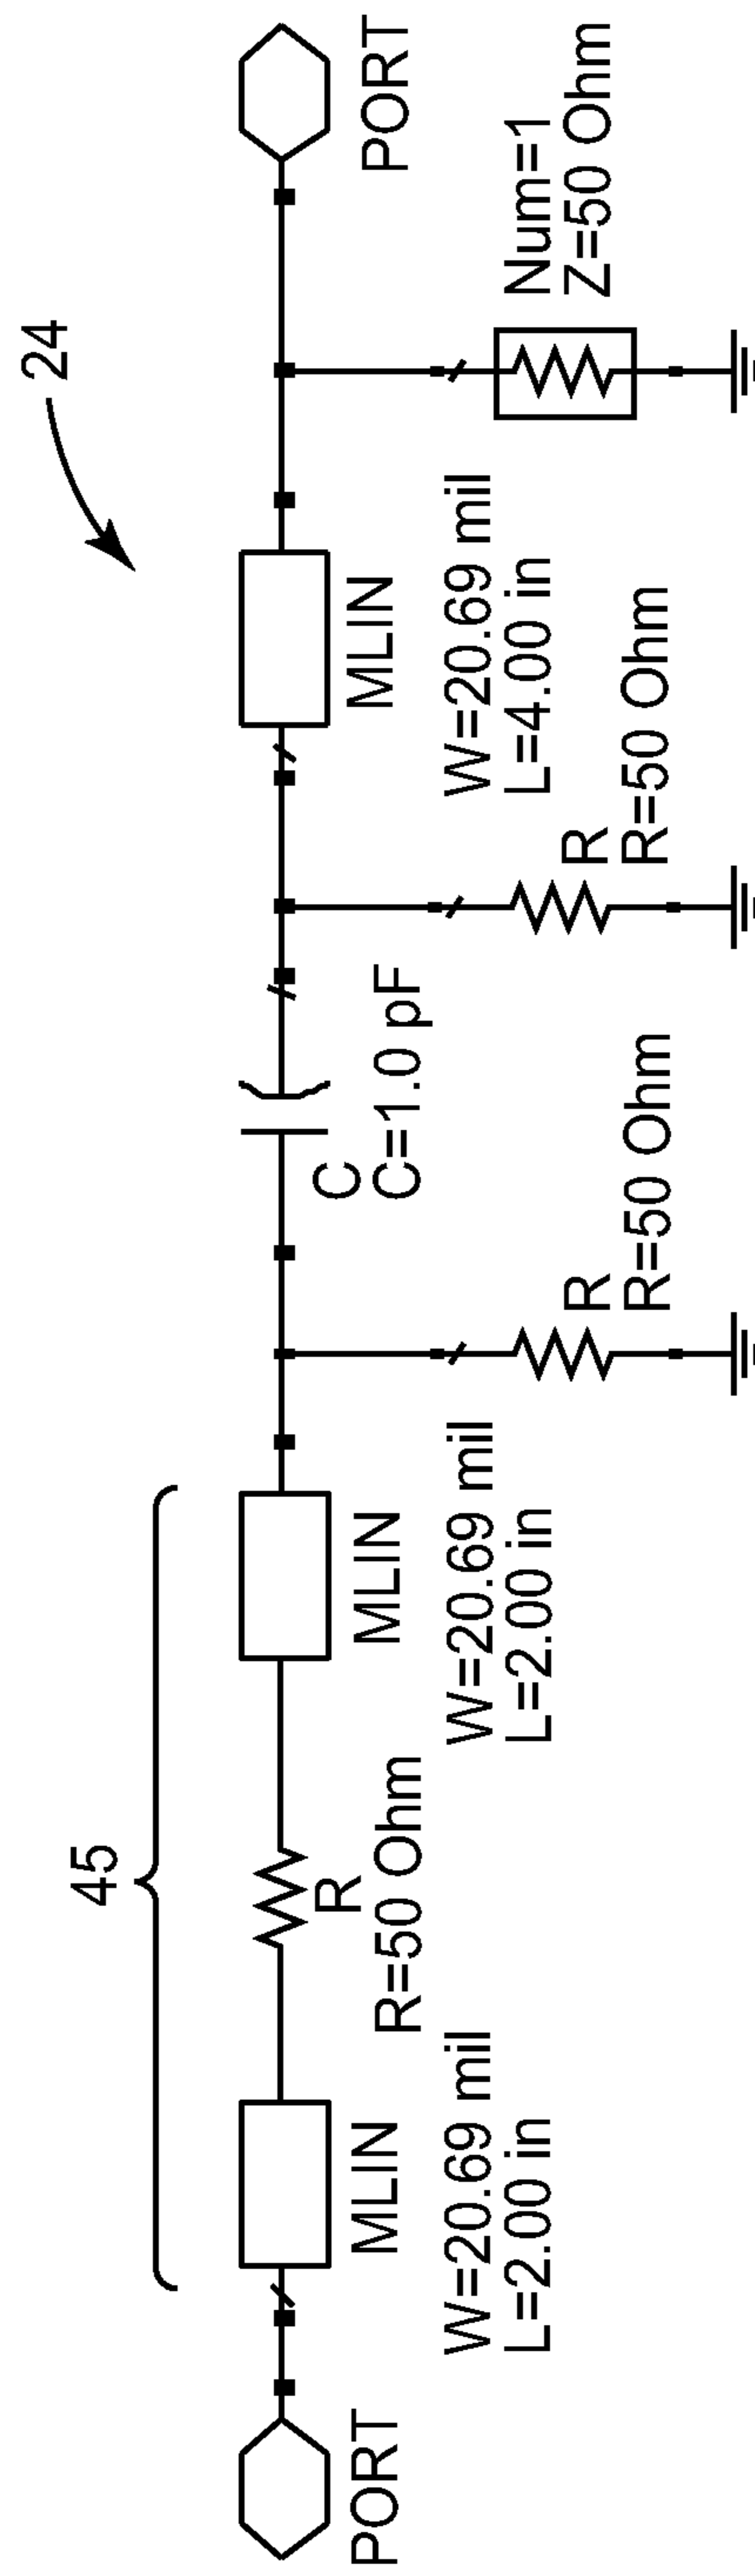 24
45
PORT
MLIN
W=20.69 mil
L=2.00 in
R
R=50 Ohm
MLIN
W=20.69 mil
L=2.00 in
R
R=50 Ohm
C
C=1.0 pF
R
R=50 Ohm
MLIN
W=20.69 mil
L=4.00 in
Num=1
Z=50 Ohm
PORT